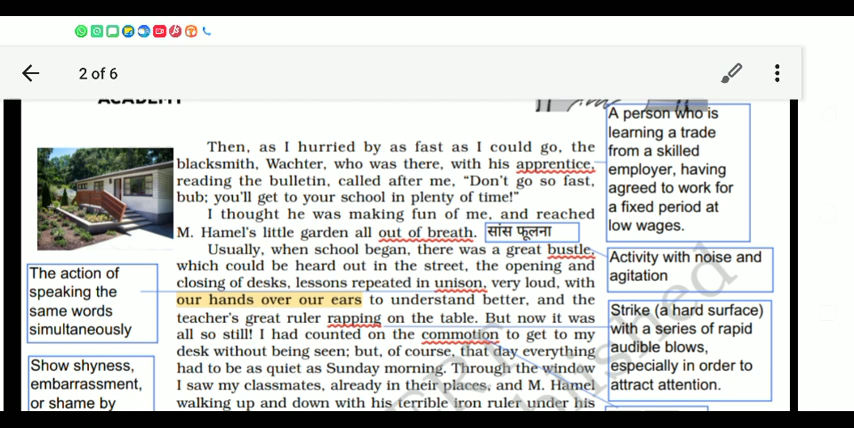 2 of 6
ACADEMY
Then, as I hurried by as fast as I could go, the
blacksmith, Wachter, who was there, with his apprentice,
reading the bulletin, called after me, “Don’t go so fast,
bub; you’ll get to your school in plenty of time!”
I thought he was making fun of me, and reached
M. Hamel’s little garden all out of breath. सांस फूलना
Usually, when school began, there was a great bustle,
which could be heard out in the street, the opening and
closing of desks, lessons repeated in unison, very loud, with
our hands over our ears to understand better, and the
teacher’s great ruler rapping on the table. But now it was
all so still! I had counted on the commotion to get to my
desk without being seen; but, of course, that day everything
had to be as quiet as Sunday morning. Through the window
I saw my classmates, already in their places, and M. Hamel
walking up and down with his terrible iron ruler under his
A person who is
learning a trade
from a skilled
employer, having
agreed to work for
a fixed period at
low wages.
Activity with noise and
agitation
Strike (a hard surface)
with a series of rapid
audible blows,
especially in order to
attract attention.
The action of
speaking the
same words
simultaneously
Show shyness,
embarrassment,
or shame by